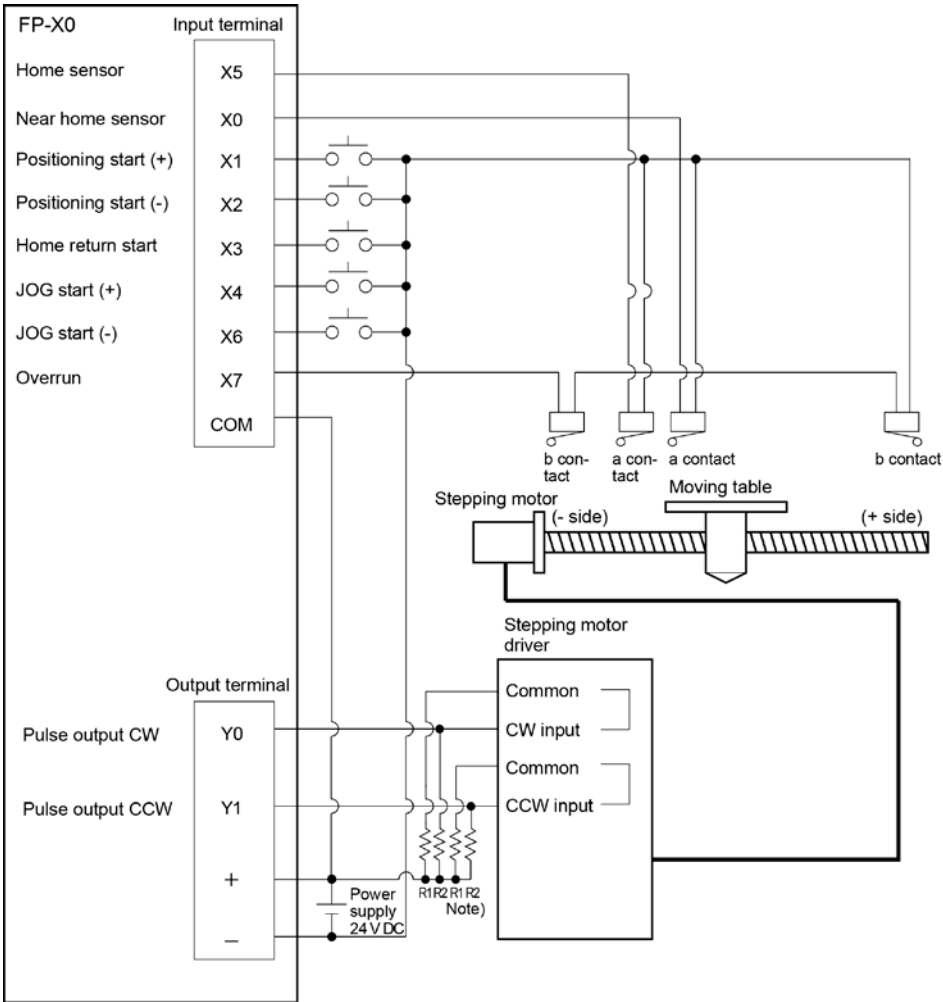 FP-X0
Input terminal
Home sensor
X5
Near home sensor
X0
Positioning start (+)
X1
Positioning start (-)
X2
Home return start
X3
JOG start (+)
X4
JOG start (-)
X6
Overrun
X7
COM
b con-
tact
a con-
tact
a contact
b contact
Moving table
Stepping motor
(- side)
(+ side)
Stepping motor
driver
Output terminal
Common
Pulse output CW
Y0
CW input
Common
Pulse output CCW
Y1
CCW input
+
Power
supply
24 V DC
R1 R2 R1 R2
Note)
–